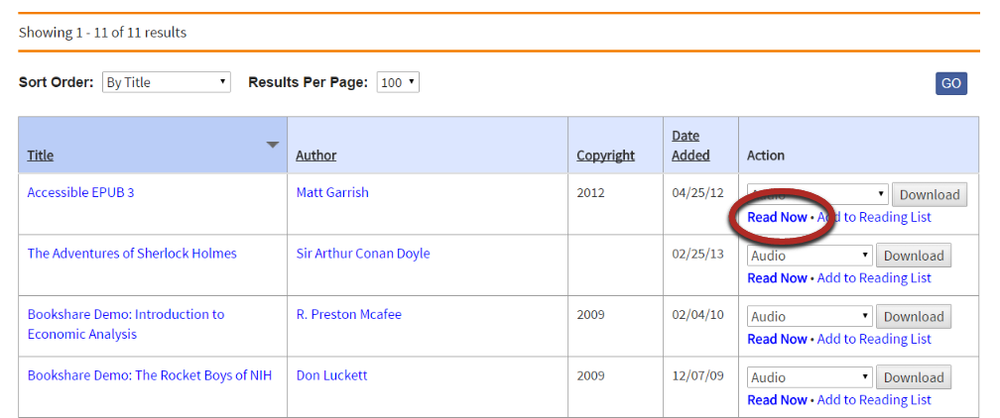 Showing 1 - 11 of 11 results
Sort Order: By Title Results Per Page: 100 GO
Title Author Copyright Date Added Action
Accessible EPUB 3 Matt Garrish 2012 04/25/12 Audio Download
Read Now • Add to Reading List
The Adventures of Sherlock Holmes Sir Arthur Conan Doyle 02/25/13 Audio Download
Read Now • Add to Reading List
Bookshare Demo: Introduction to R. Preston Mcafee 2009 02/04/10 Audio Download
Economic Analysis Read Now • Add to Reading List
Bookshare Demo: The Rocket Boys of NIH Don Luckett 2009 12/07/09 Audio Download
Read Now • Add to Reading List